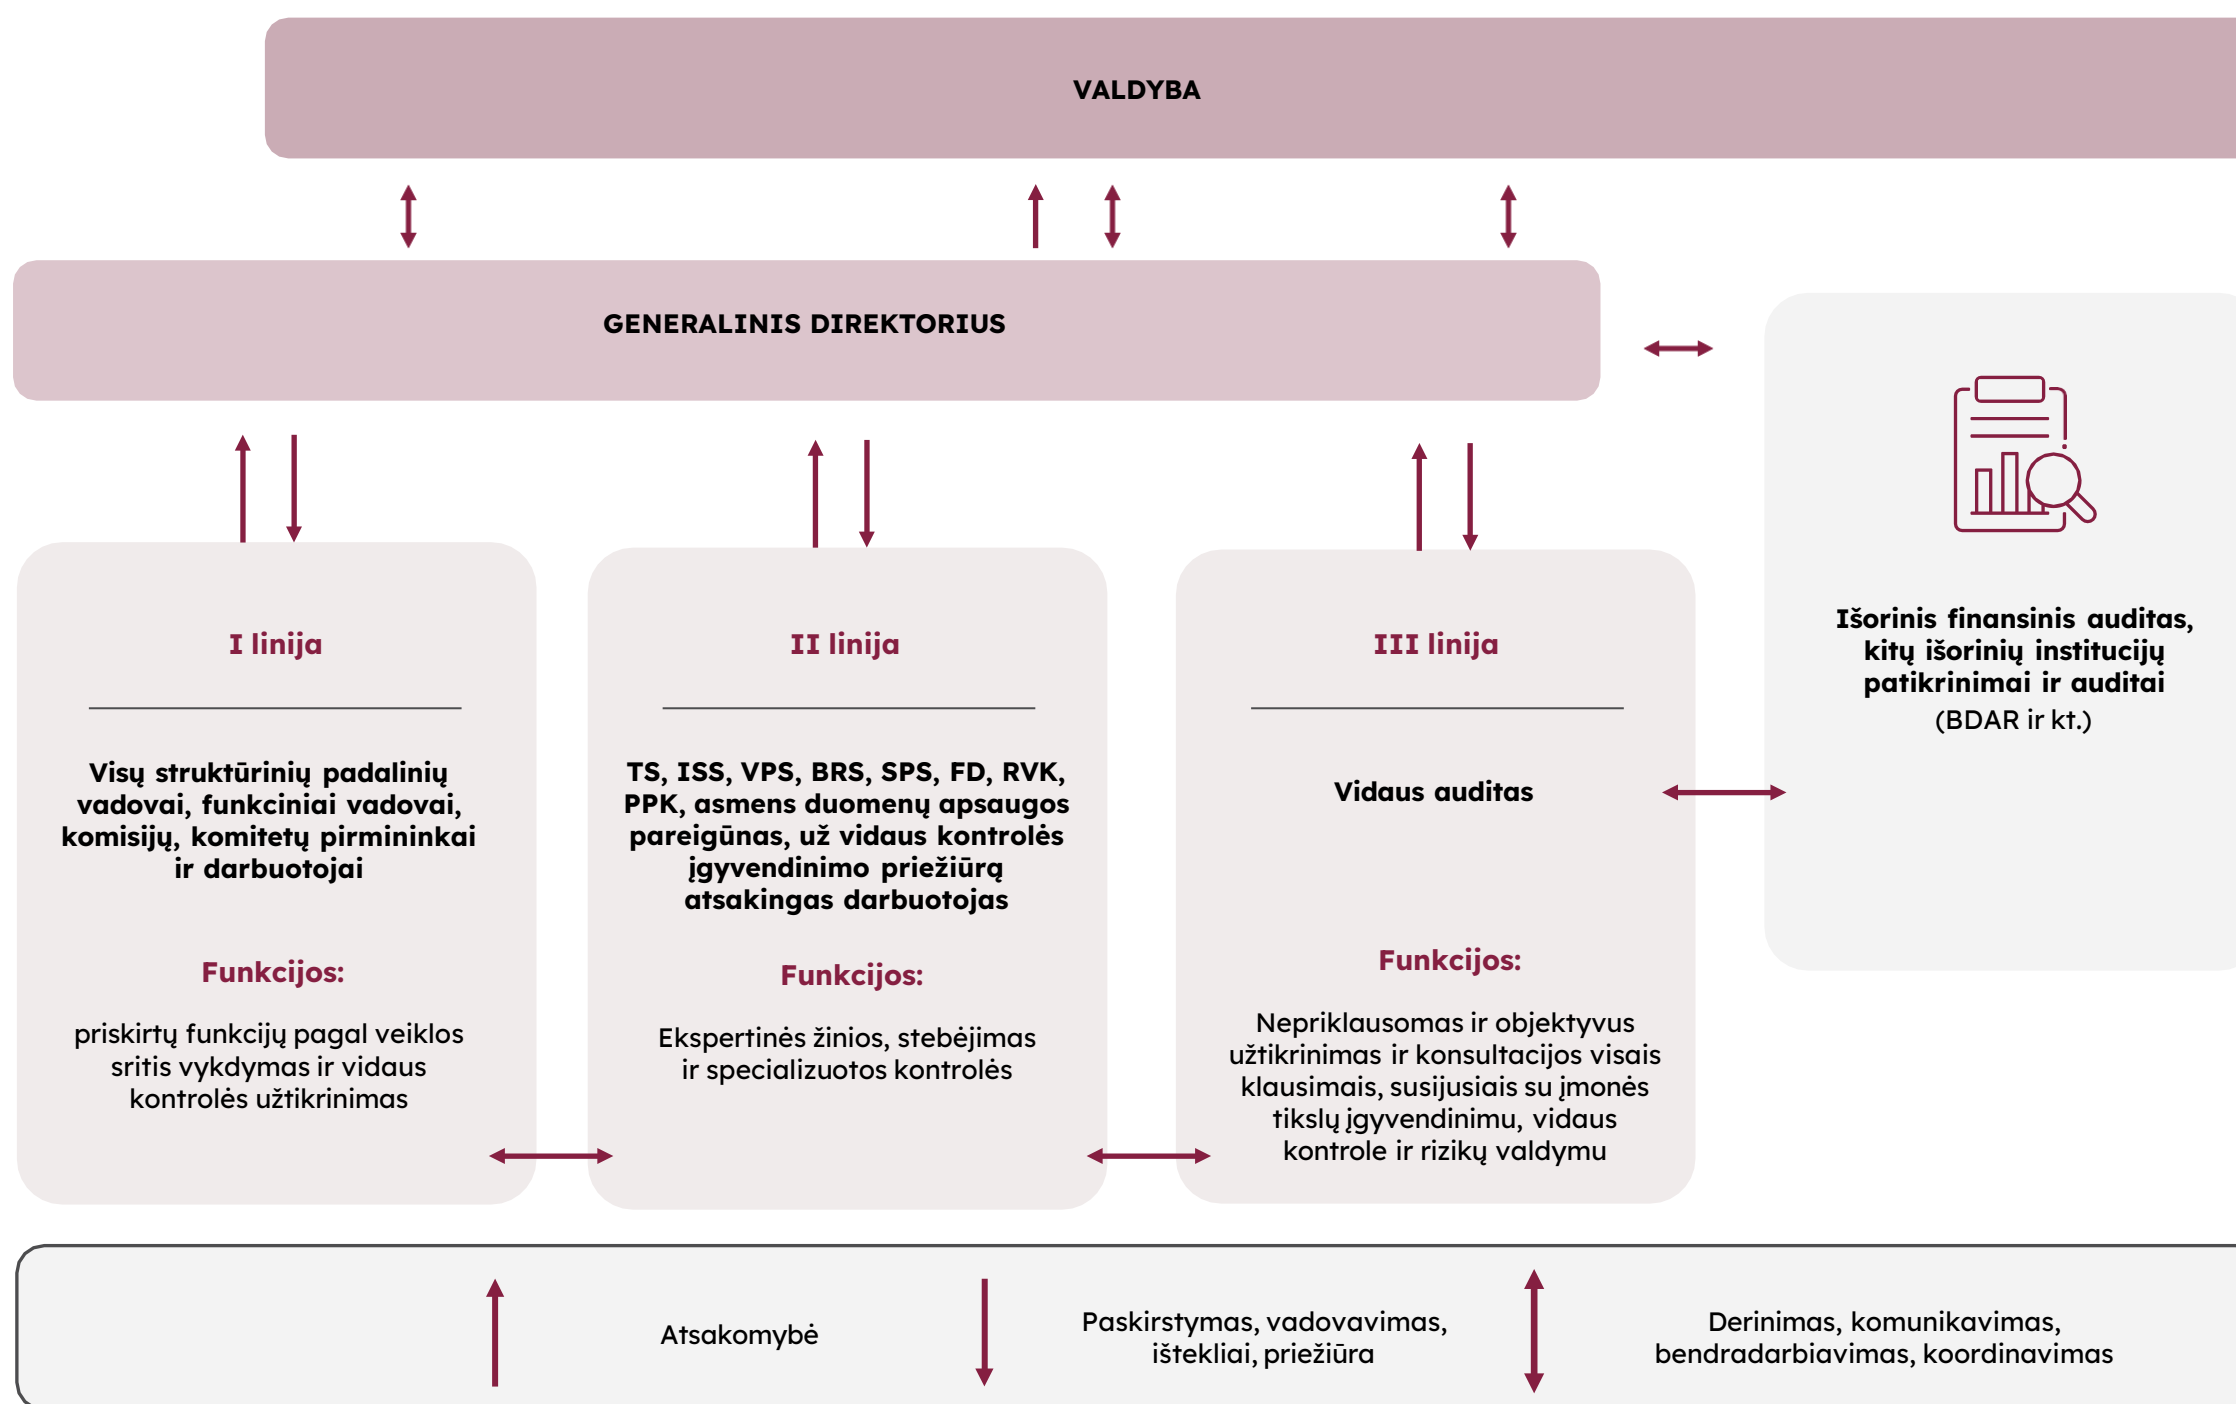 VALDYBA
GENERALINIS DIREKTORIUS
I linija
Visų struktūrinių padalinių
vadovai, funkciniai vadovai,
komisijų, komitetų pirmininkai
ir darbuotojai
Funkcijos:
priskirtų funkcijų pagal veiklos
sritis vykdymas ir vidaus
kontrolės užtikrinimas
II linija
TS, ISS, VPS, BRS, SPS, FD, RVK,
PPK, asmens duomenų apsaugos
pareigūnas, už vidaus kontrolės
įgyvendinimo priežiūrą
atsakingas darbuotojas
Funkcijos:
Ekspertinės žinios, stebėjimas
ir specializuotos kontrolės
III linija
Vidaus auditas
Funkcijos:
Nepriklausomas ir objektyvus
užtikrinimas ir konsultacijos visais
klausimais, susijusiais su įmonės
tikslų įgyvendinimu, vidaus
kontrole ir rizikų valdymu
Išorinis finansinis auditas,
kitų išorinių institucijų
patikrinimai ir auditai
(BDAR ir kt.)
Atsakomybė
Paskirstymas, vadovavimas,
ištekliai, priežiūra
Derinimas, komunikavimas,
bendradarbiavimas, koordinavimas